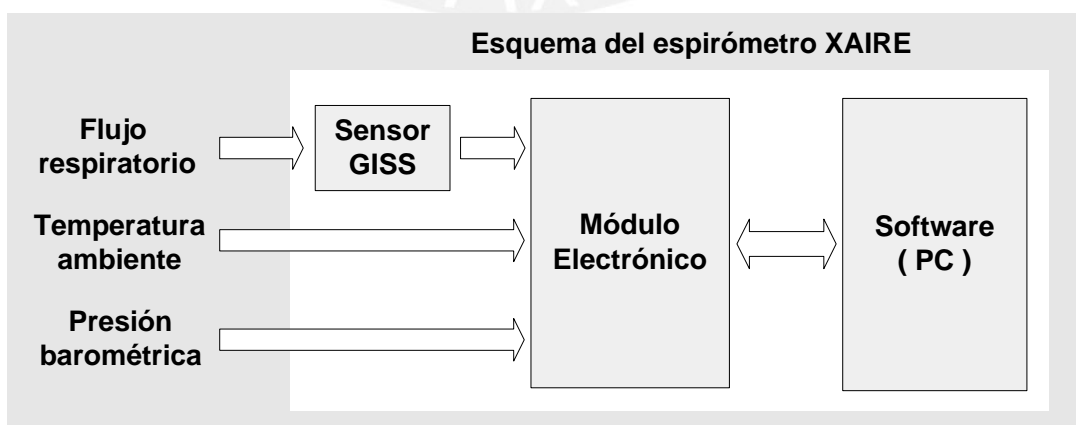 Esquema del espirómetro XAIRE
Flujo
respiratorio
Sensor
GISS
Temperatura
ambiente
Módulo
Electrónico
Software
( PC )
Presión
barométrica